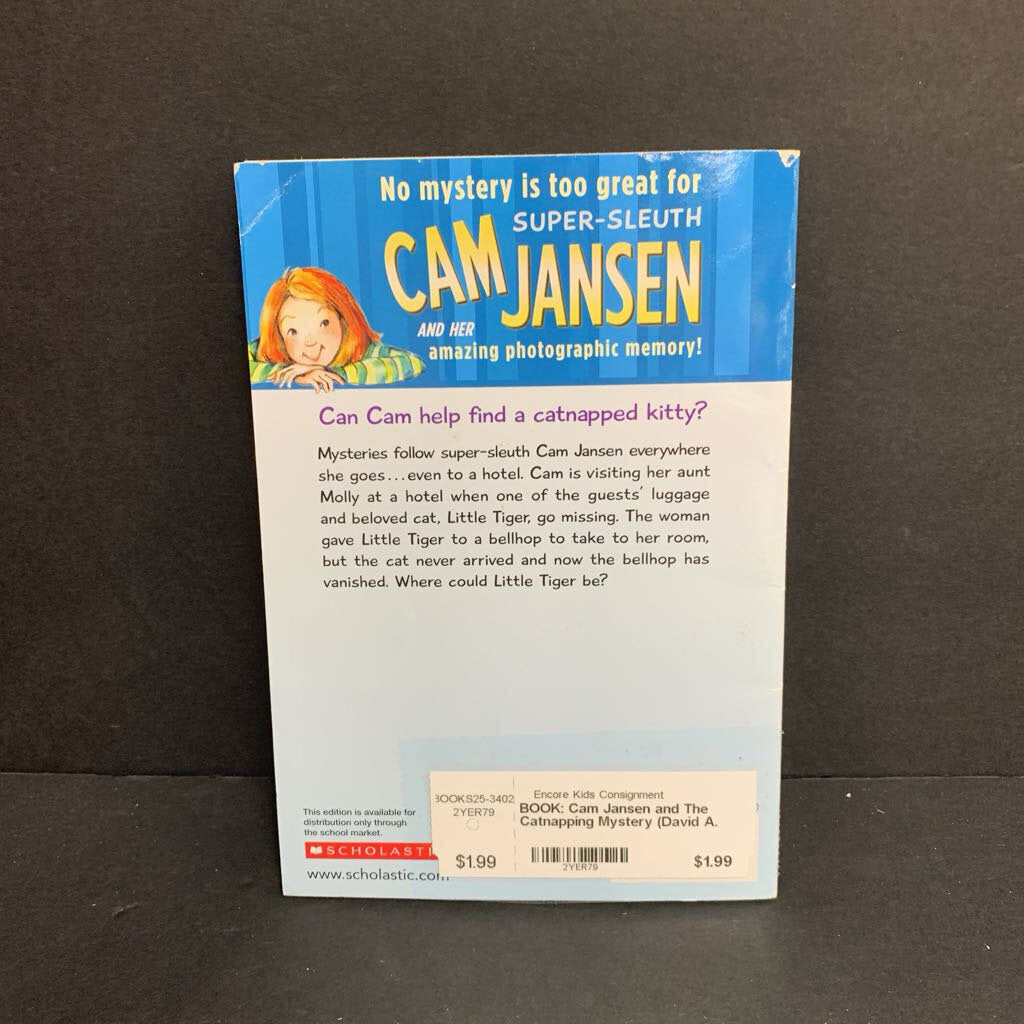 No mystery is too great for
SUPER-SLEUTH
CAM JANSEN
AND HER
amazing photographic memory!
Can Cam help find a catnapped kitty?
Mysteries follow super-sleuth Cam Jansen everywhere
she goes...even to a hotel. Cam is visiting her aunt
Molly at a hotel when one of the guests' luggage
and beloved cat, Little Tiger, go missing. The woman
gave Little Tiger to a bellhop to take to her room,
but the cat never arrived and now the bellhop has
vanished. Where could Little Tiger be?
This edition is available for
distribution only through
the school market.
SCHOLASTI
www.scholastic.com
BOOKS25-3402
2YER79
$1.99
Encore Kids Consignment
BOOK: Cam Jansen and The
Catnapping Mystery (David A.
2YER79
$1.99